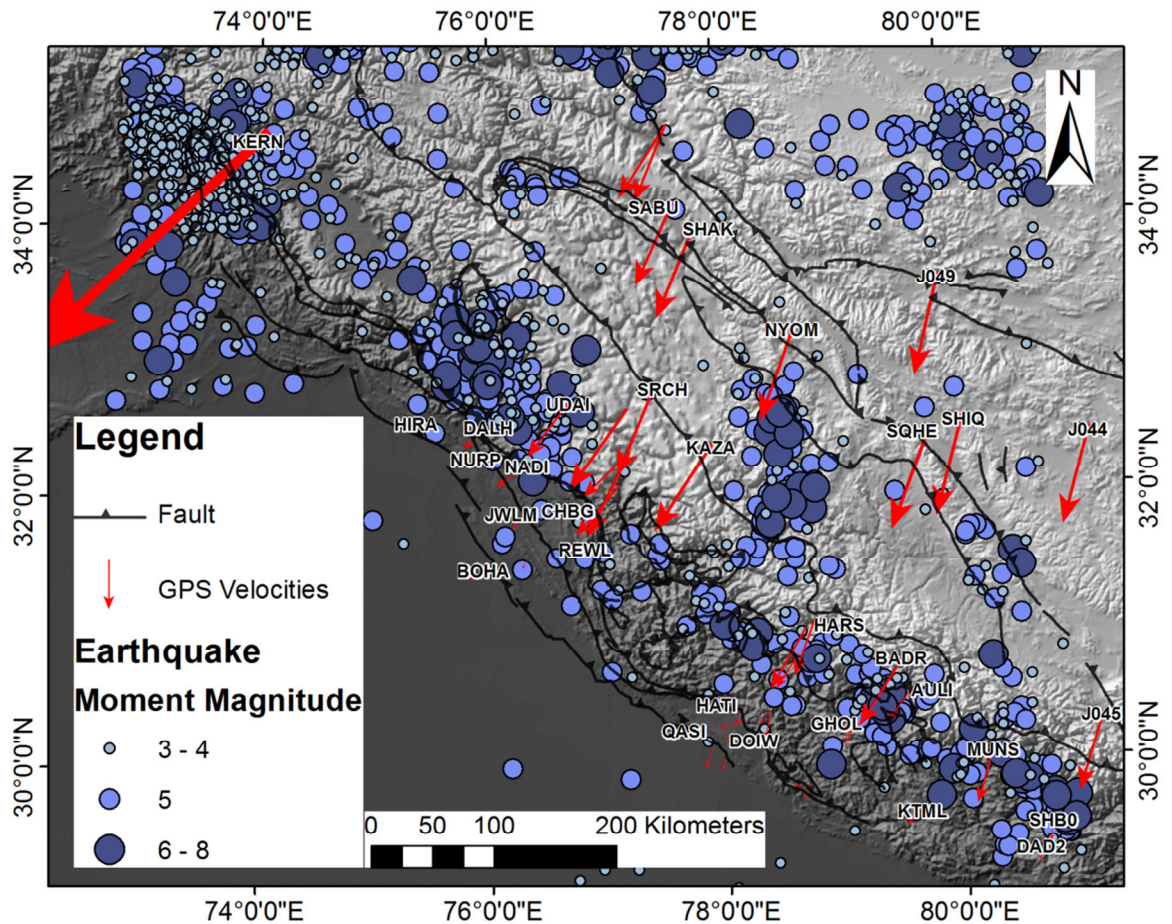 74°0'0"E 76°0'0"E 78°0'0"E 80°0'0"E
N
KERN
34°0'0"N
34°0'0"N
SABU
SHAK
J049
NYOM
SRCH
UDAI
HIRA
DALH
SHIQ
SQHE
J044
NURP
NADI
KAZA
32°0'0"N
32°0'0"N
JWLM
CHBG
REWL
BOHA
HARS
BADR
AULI
HATI
J045
QASI
DOIW
GHOL
MUNS
30°0'0"N
30°0'0"N
KTML
SHB0
DAD2
Legend
Fault
GPS Velocities
Earthquake
Moment Magnitude
3 - 4
5
6 - 8
0 50 100 200 Kilometers
74°0'0"E 76°0'0"E 78°0'0"E 80°0'0"E